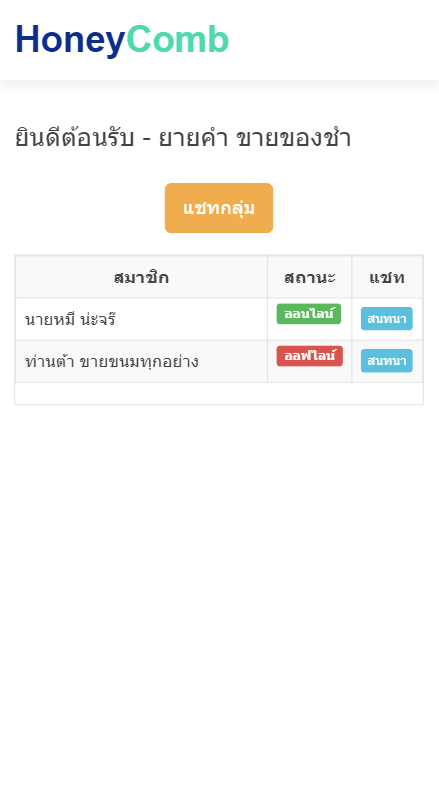 HoneyComb
ยินดีต้อนรับ - ยายคำ ขายของชำ
แชทกลุ่ม
สมาชิก สถานะ แชท
นายหมี น่ะจร๊ ออนไลน์ สนทนา
ท่านต้า ขายขนมทุกอย่าง ออฟไลน์ สนทนา